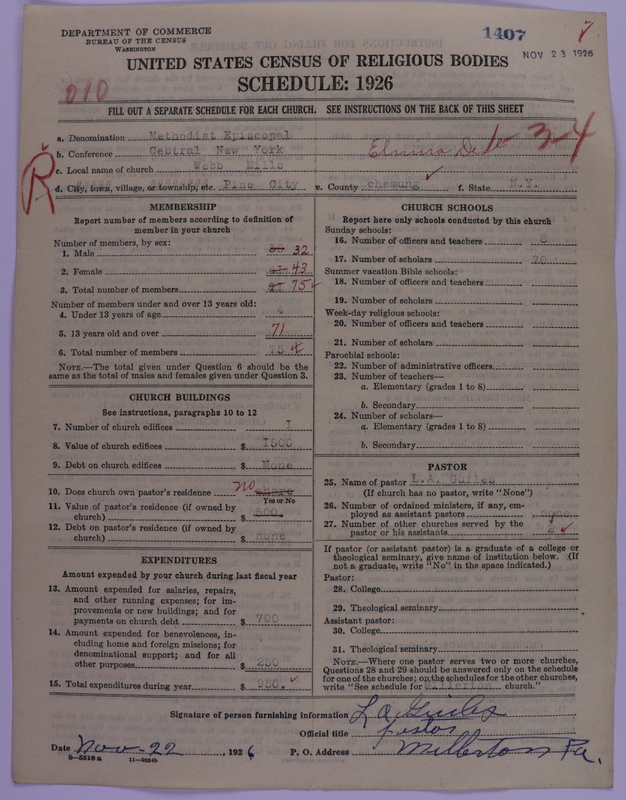 DEPARTMENT OF COMMERCE
BUREAU OF THE CENSUS
WASHINGTON
1407
NOV 23 1926
UNITED STATES CENSUS OF RELIGIOUS BODIES
SCHEDULE: 1926
010
FILL OUT A SEPARATE SCHEDULE FOR EACH CHURCH. SEE INSTRUCTIONS ON THE BACK OF THIS SHEET
a. Denomination Methodist Episcopal
3-4
b. Conference Central New York
Elmira
c. Local name of church Webb Mills
R
d. City, town, village, or township, etc. Pine City e. County chemung f. State N.Y.
MEMBERSHIP
Report number of members according to definition of
member in your church
Number of members, by sex:
1. Male 32
2. Female 43
3. Total number of members 75
Number of members under and over 13 years old:
4. Under 13 years of age 4
5. 13 years old and over 71
6. Total number of members
NOTE.—The total given under Question 6 should be
same as the total of males and females given under Question 3.
CHURCH BUILDINGS
See instructions, paragraphs 10 to 12
7. Number of church edifices 1
8. Value of church edifices $ 1500
9. Debt on church edifices $ None
10. Does church own pastor's residence no
Yes or No
11. Value of pastor's residence (if owned by
church) $
12. Debt on pastor's residence (if owned by
church) $ none
EXPENDITURES
Amount expended by your church during last fiscal year
13. Amount expended for salaries, repairs,
and other running expenses; for im-
provements or new buildings; and for
payments on church debt $ 700
14. Amount expended for benevolences, in-
cluding home and foreign missions; for
denominational support; and for all
other purposes $ 250
15. Total expenditures during year $ 950.
CHURCH SCHOOLS
Report here only schools conducted by this church
Sunday schools:
16. Number of officers and teachers
17. Number of scholars 70
Summer vacation Bible schools:
18. Number of officers and teachers
19. Number of scholars
Week-day religious schools:
20. Number of officers and teachers
21. Number of scholars
Parochial schools:
22. Number of administrative officers
23. Number of teachers—
a. Elementary (grades 1 to 8)
b. Secondary
24. Number of scholars—
a. Elementary (grades 1 to 8)
b. Secondary
PASTOR
25. Name of pastor L.A. Guiles
(If church has no pastor, write "None")
26. Number of ordained ministers, if any, em-
ployed as assistant pastors none
27. Number of other churches served by the
pastor or his assistants 2
If pastor (or assistant pastor) is a graduate of a college or
theological seminary, give name of institution below. (If
not a graduate, write "No" in the space indicated.)
Pastor:
28. College
29. Theological seminary
Assistant pastor:
30. College
31. Theological seminary
NOTE.—Where one pastor serves two or more churches,
Questions 28 and 29 should be answered only on the schedule
for one of the churches; on the schedules for the other churches,
write "See schedule for Millerton church."
Signature of person furnishing information L A Guiles
Official title pastor
Date Nov-22, 1926 P. O. Address Millerton Pa.
8-5518 a 11-9264b